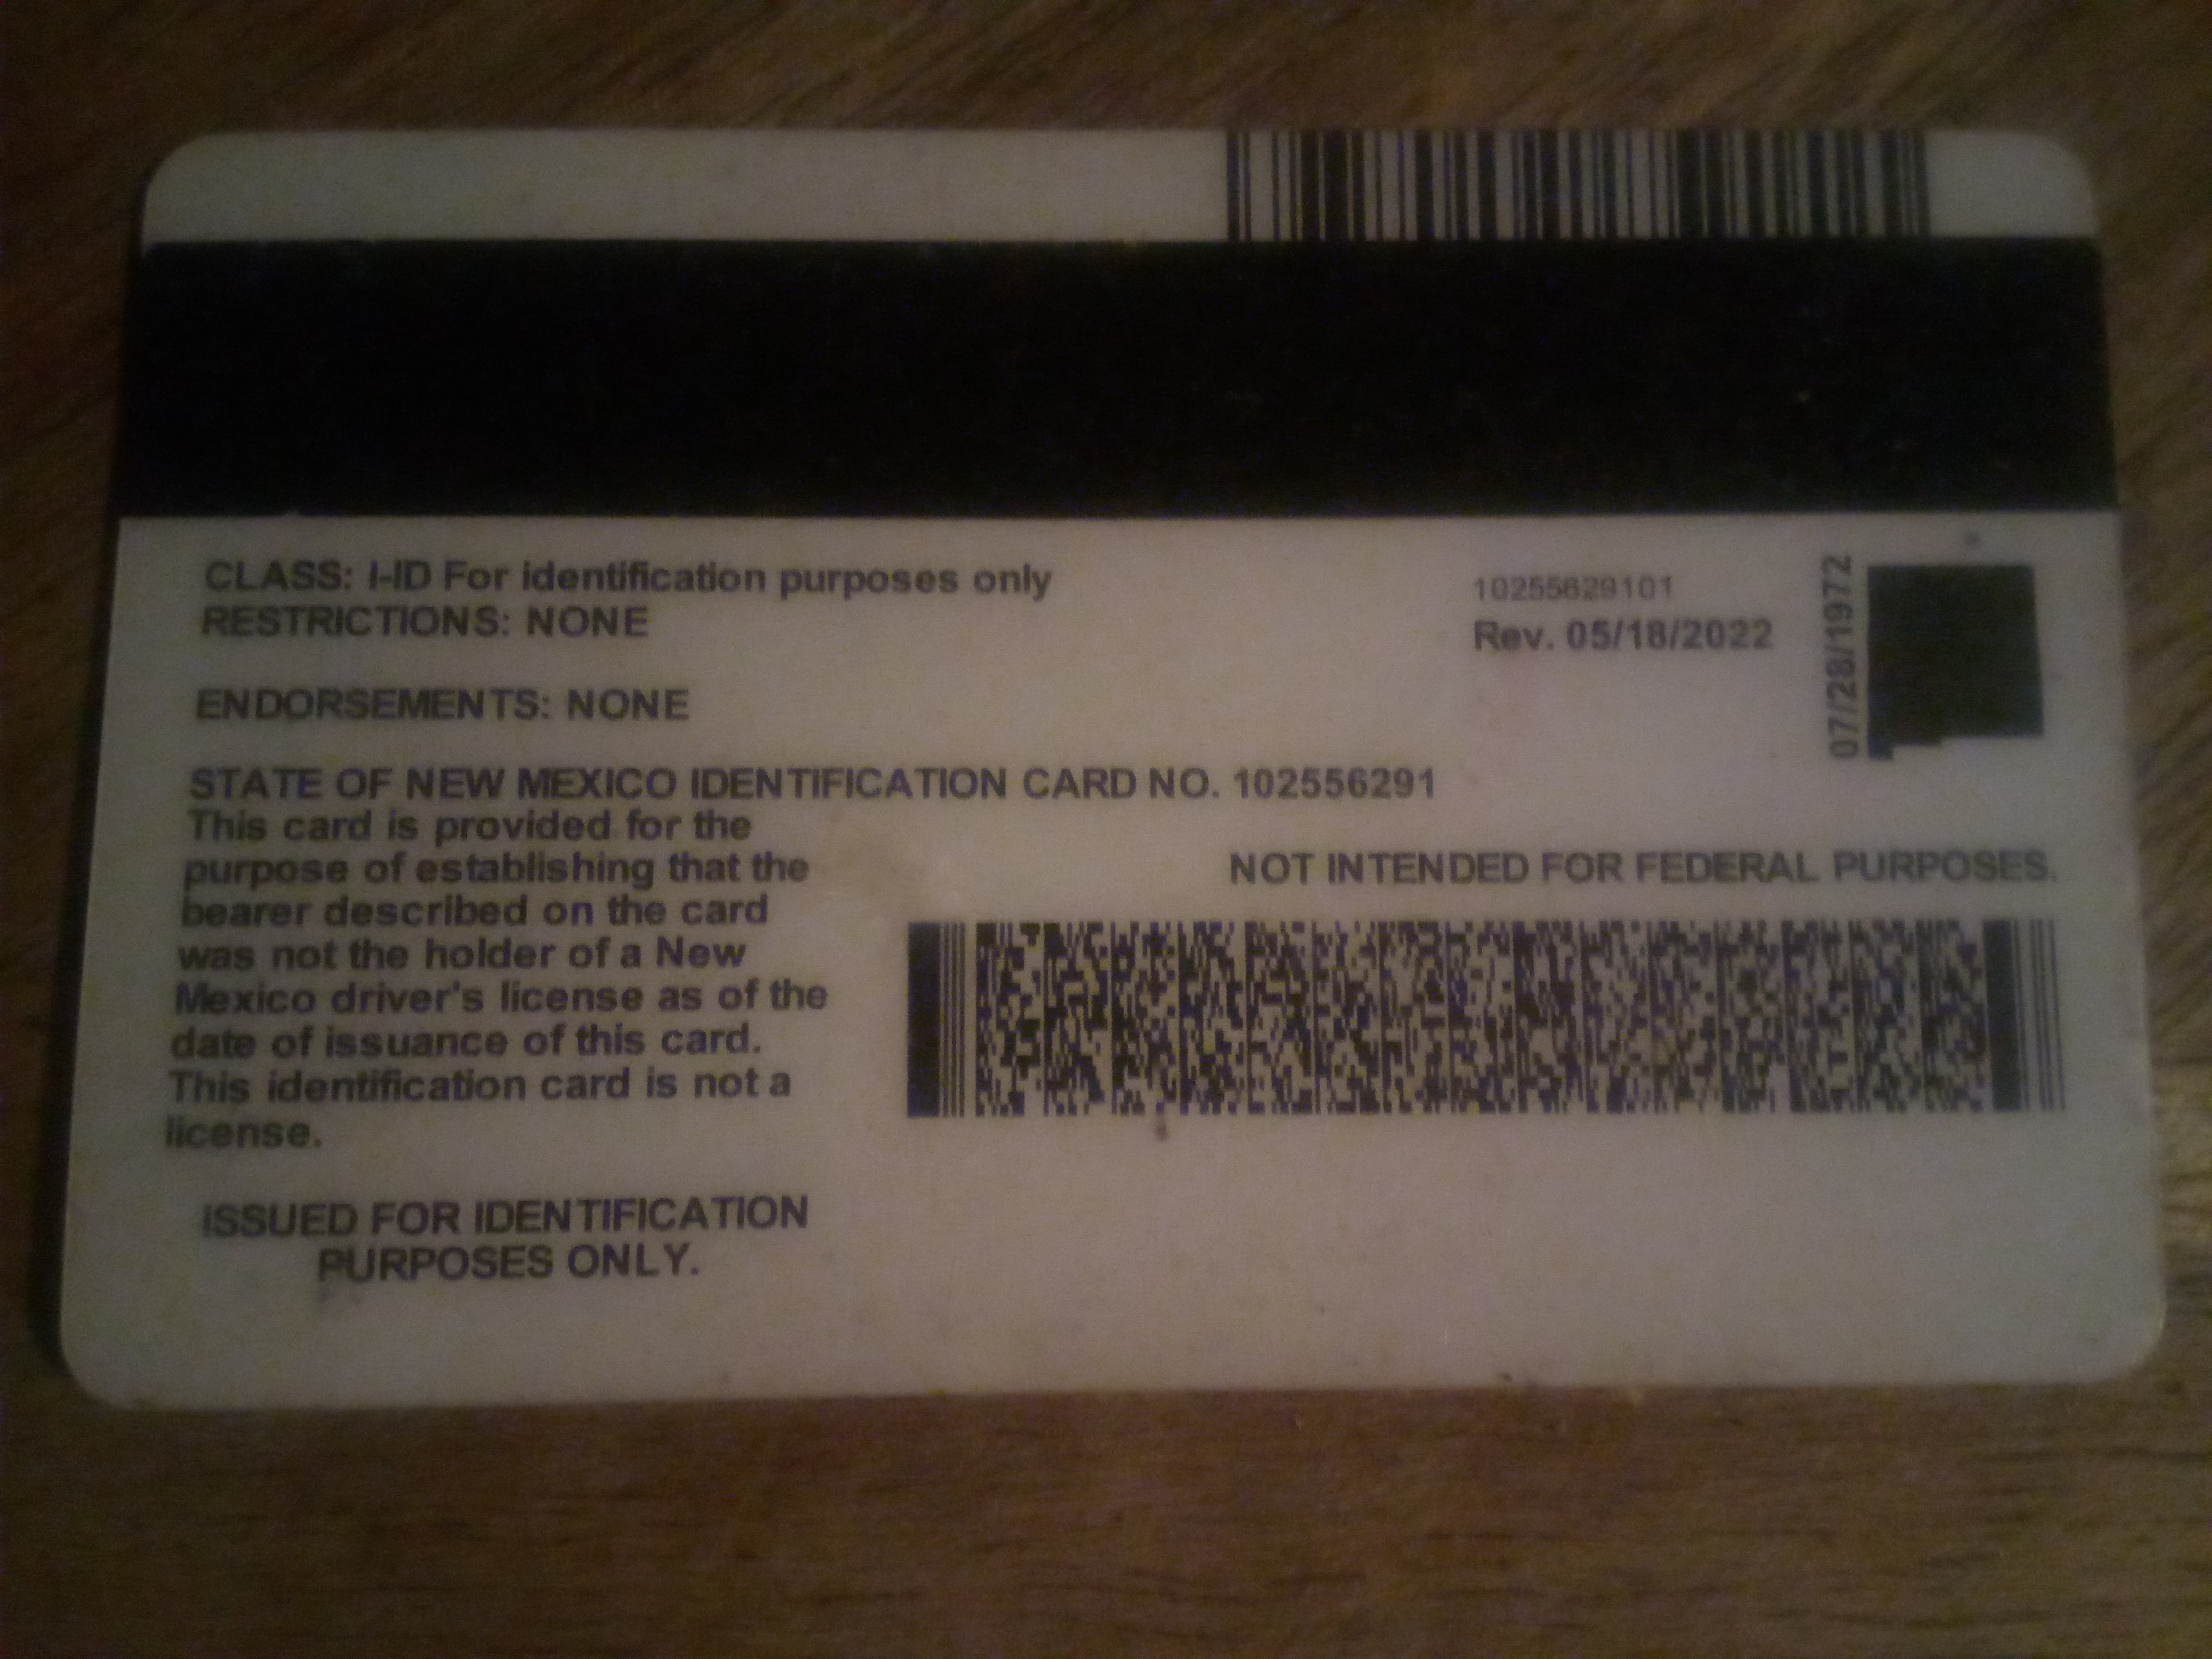 CLASS: I-ID For identification purposes only
RESTRICTIONS: NONE
10255629101
Rev. 05/18/2022
07/28/1972
ENDORSEMENTS: NONE
STATE OF NEW MEXICO IDENTIFICATION CARD NO. 102556291
This card is provided for the
purpose of establishing that the
bearer described on the card
was not the holder of a New
Mexico driver's license as of the
date of issuance of this card.
This identification card is not a
license.
NOT INTENDED FOR FEDERAL PURPOSES.
ISSUED FOR IDENTIFICATION
PURPOSES ONLY.